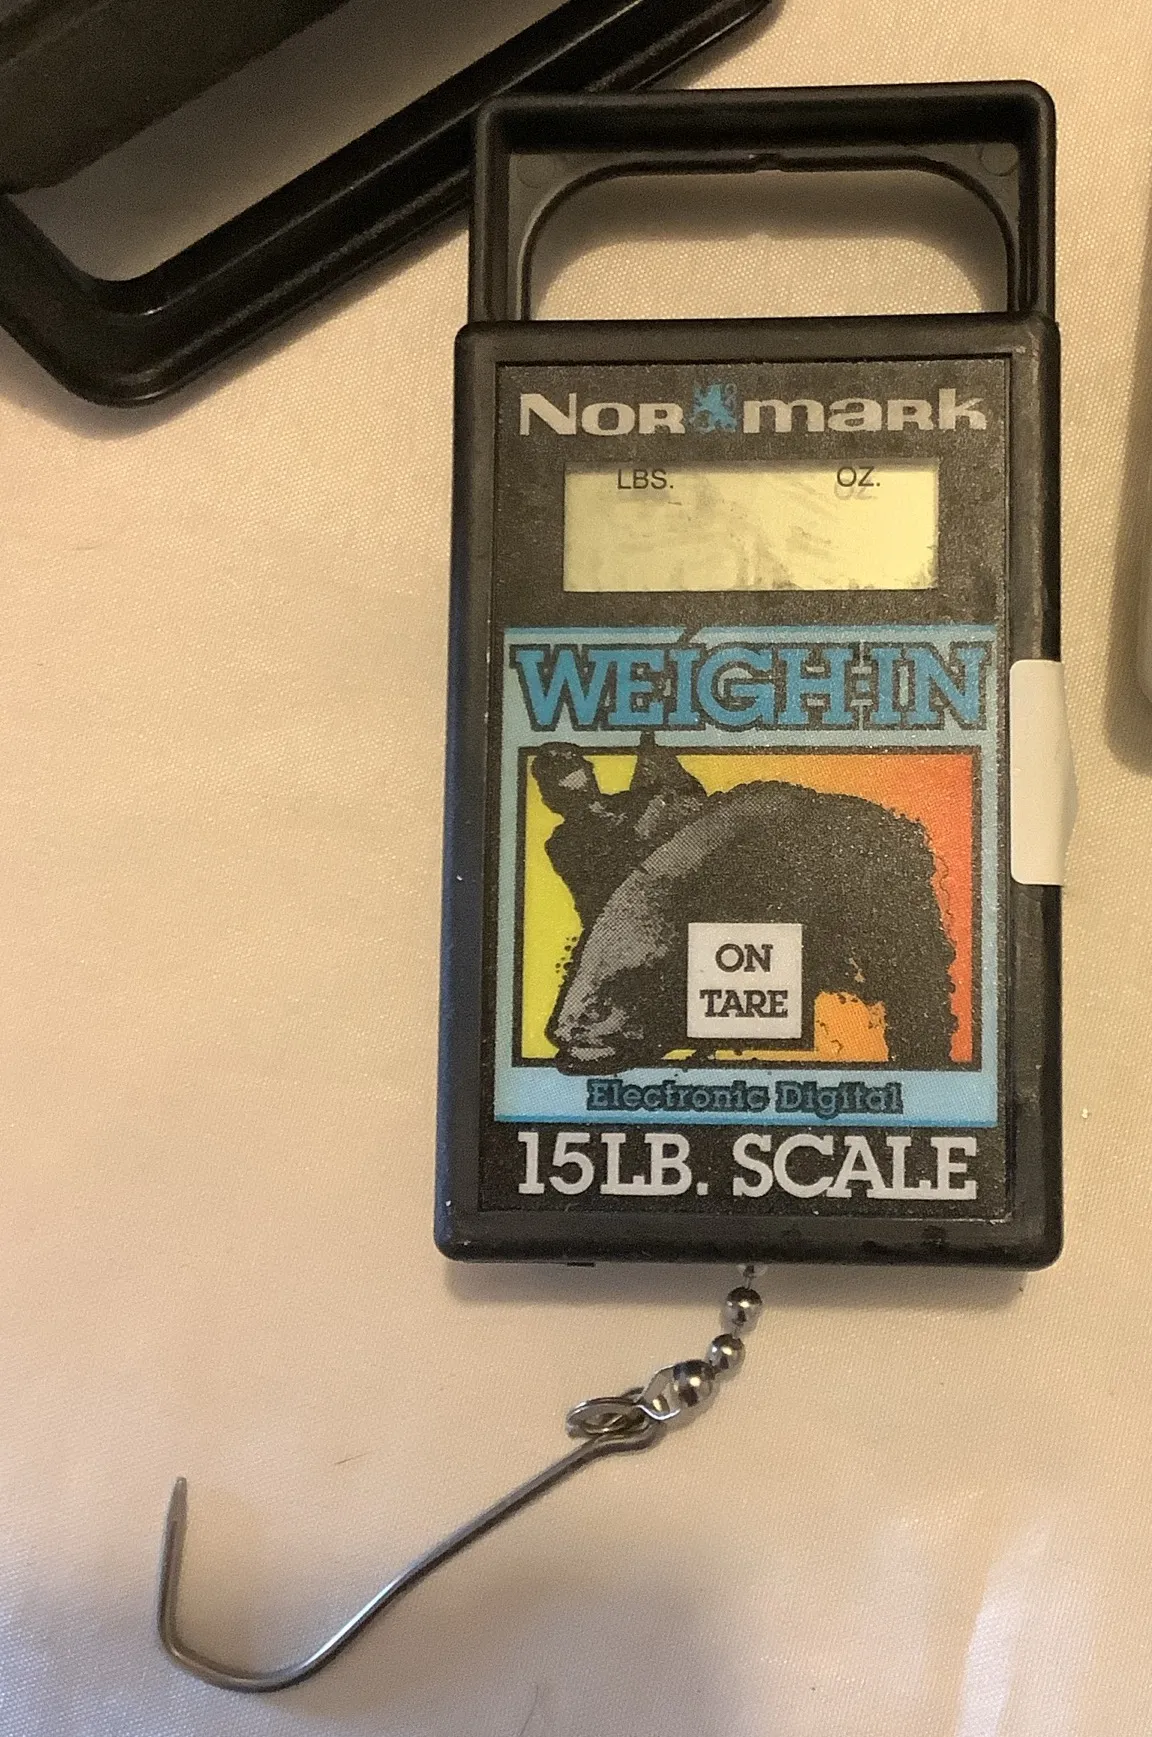 NORMARK
LBS. OZ.
WEIGH-IN
ON
TARE
Electronic Digital
15LB. SCALE